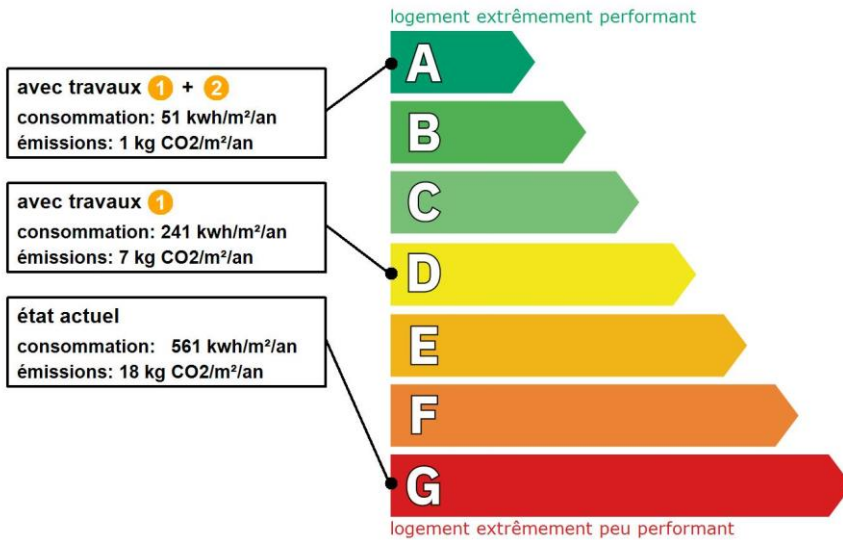 logement extrêmement performant
avec travaux 1 + 2
consommation: 51 kwh/m²/an
émissions: 1 kg CO2/m²/an
avec travaux 1
consommation: 241 kwh/m²/an
émissions: 7 kg CO2/m²/an
état actuel
consommation: 561 kwh/m²/an
émissions: 18 kg CO2/m²/an
A
B
C
D
E
F
G
logement extrêmement peu performant